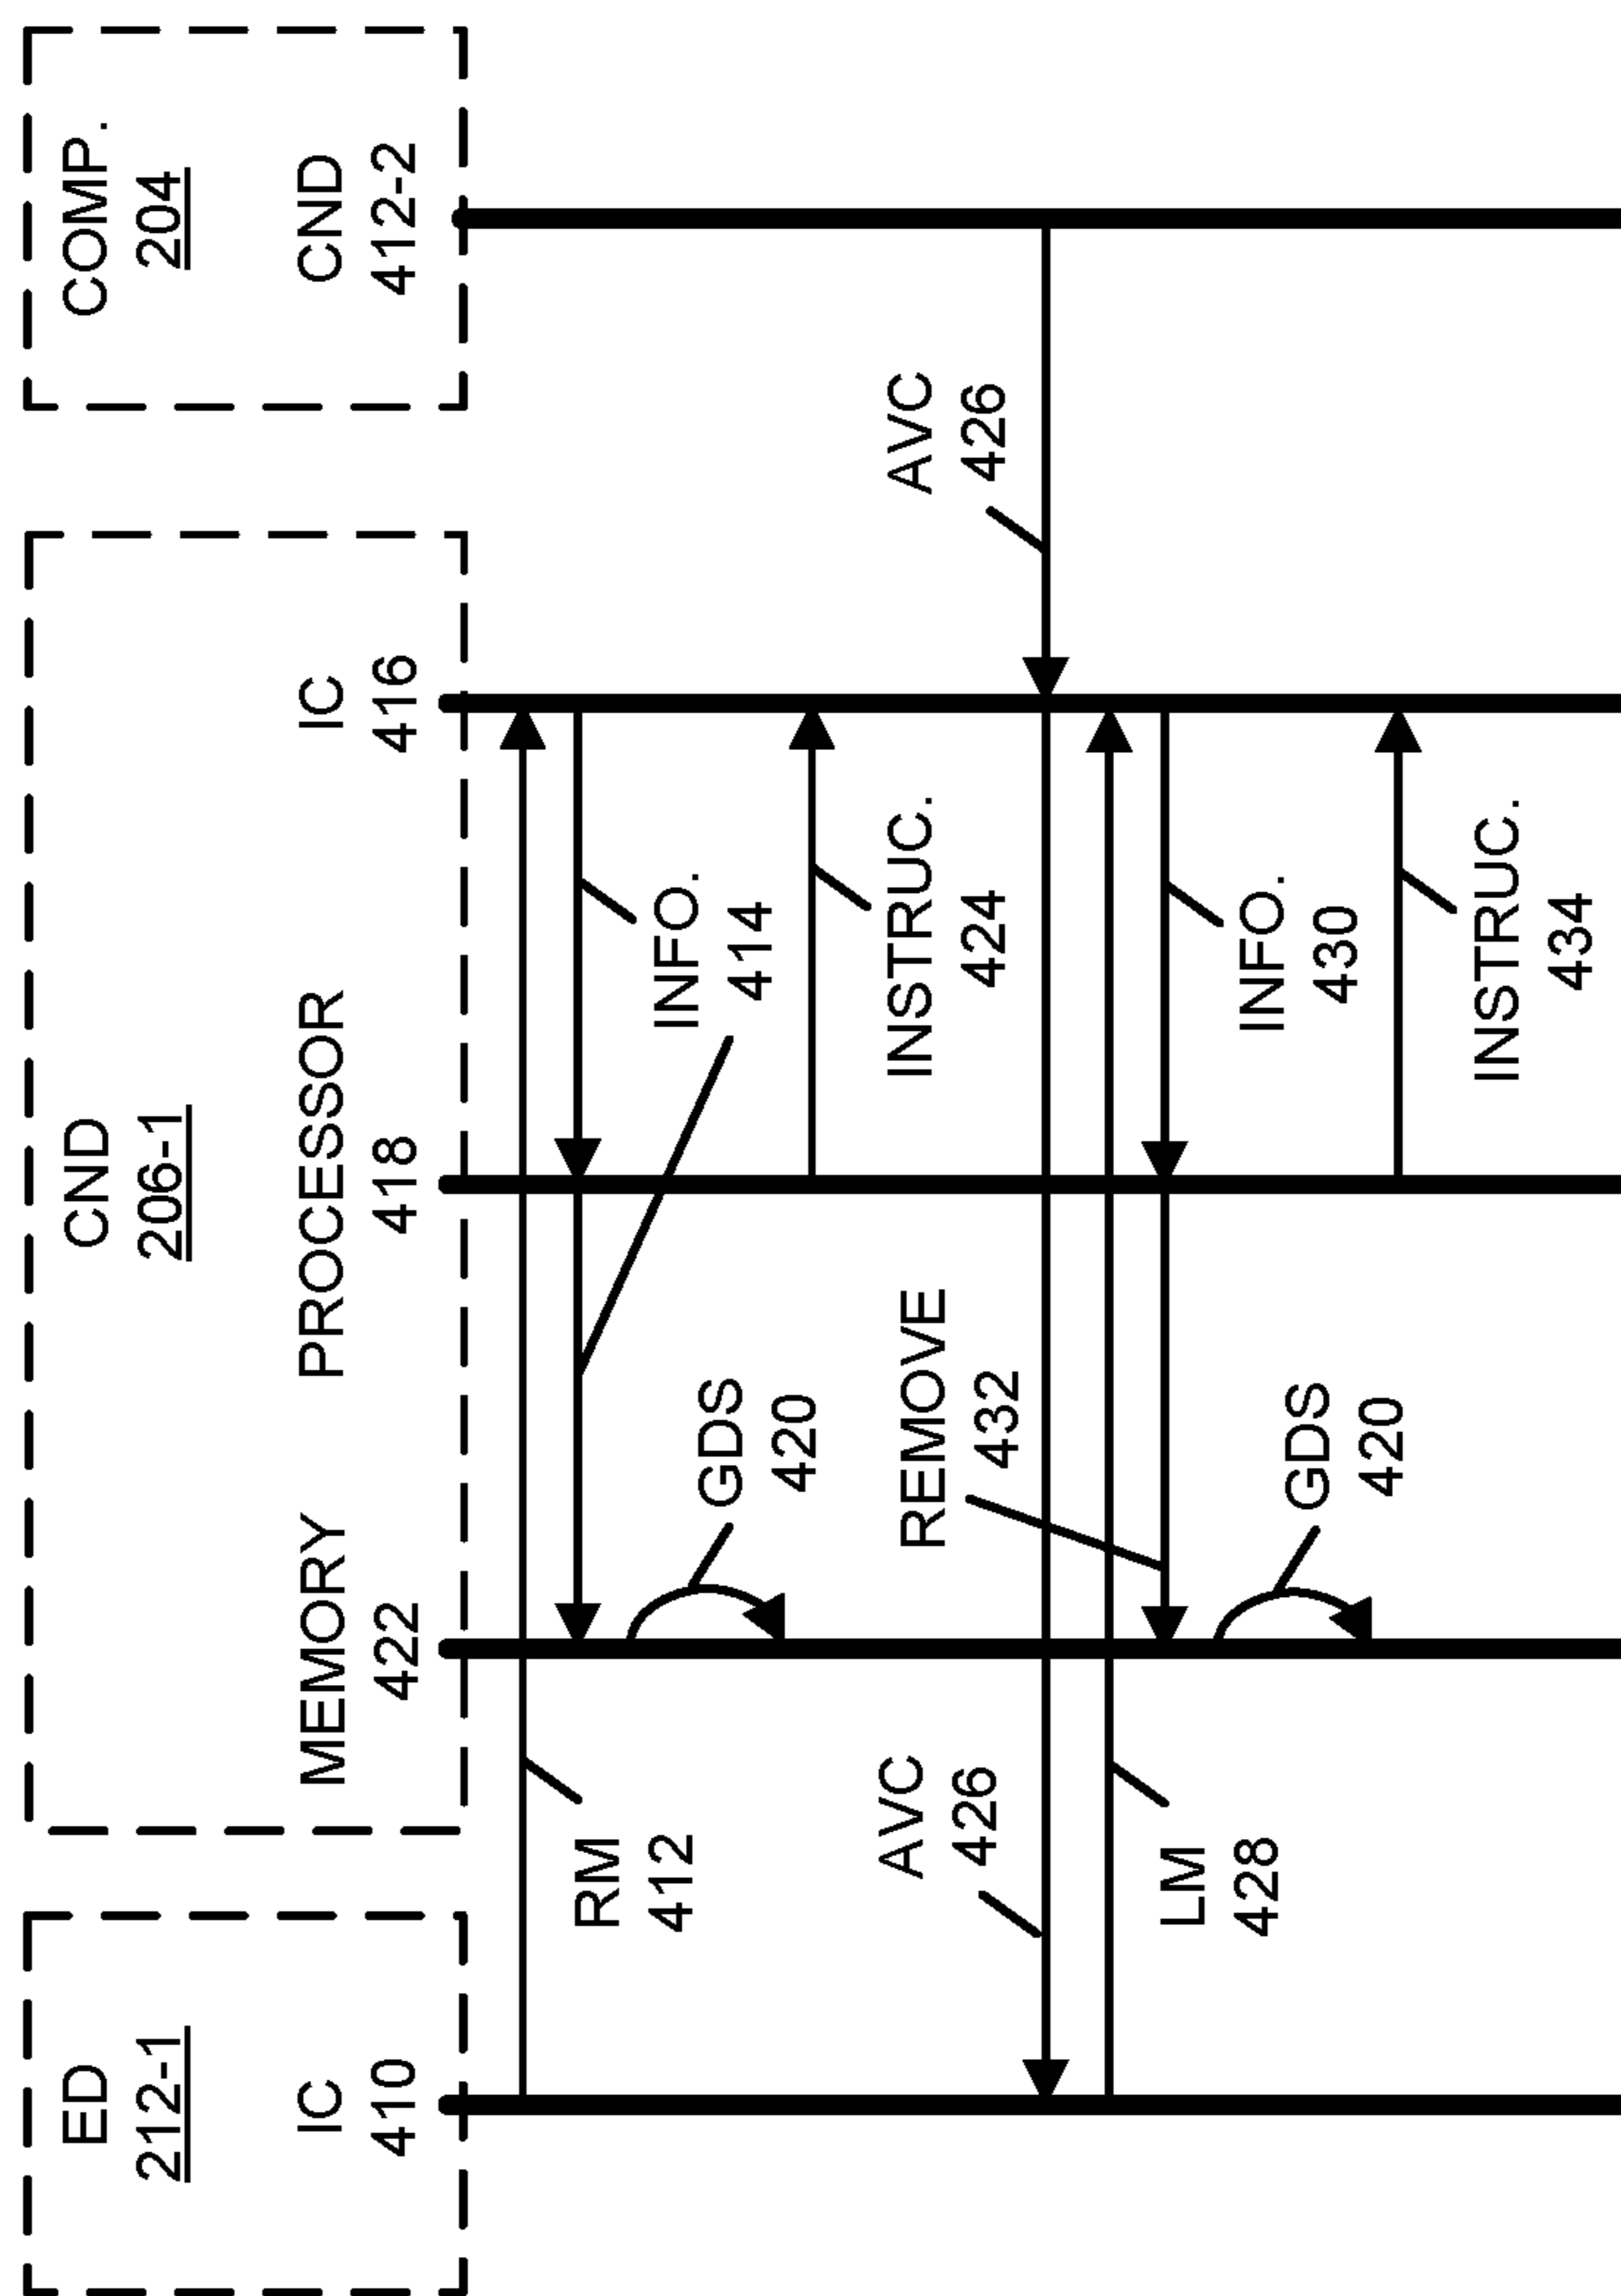 ED
212-1
IC
410
CND
206-1
MEMORY
422
PROCESSOR
418
IC
416
COMP.
204
CND
412-2
RM
412
INFO.
414
GDS
420
INSTRUC.
424
AVC
426
AVC
426
REMOVE
432
LM
428
INFO.
430
GDS
420
INSTRUC.
434